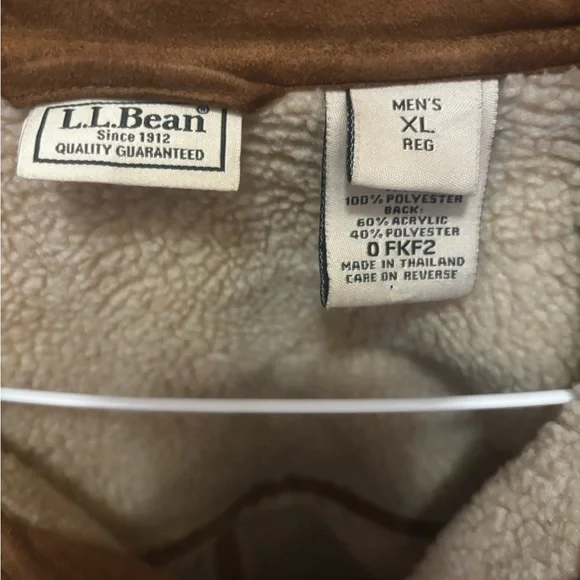 L.L.Bean®
Since 1912
QUALITY GUARANTEED
MEN'S
XL
REG
100% POLYESTER
BACK:
60% ACRYLIC
40% POLYESTER
0 FKF2
MADE IN THAILAND
CARE ON REVERSE